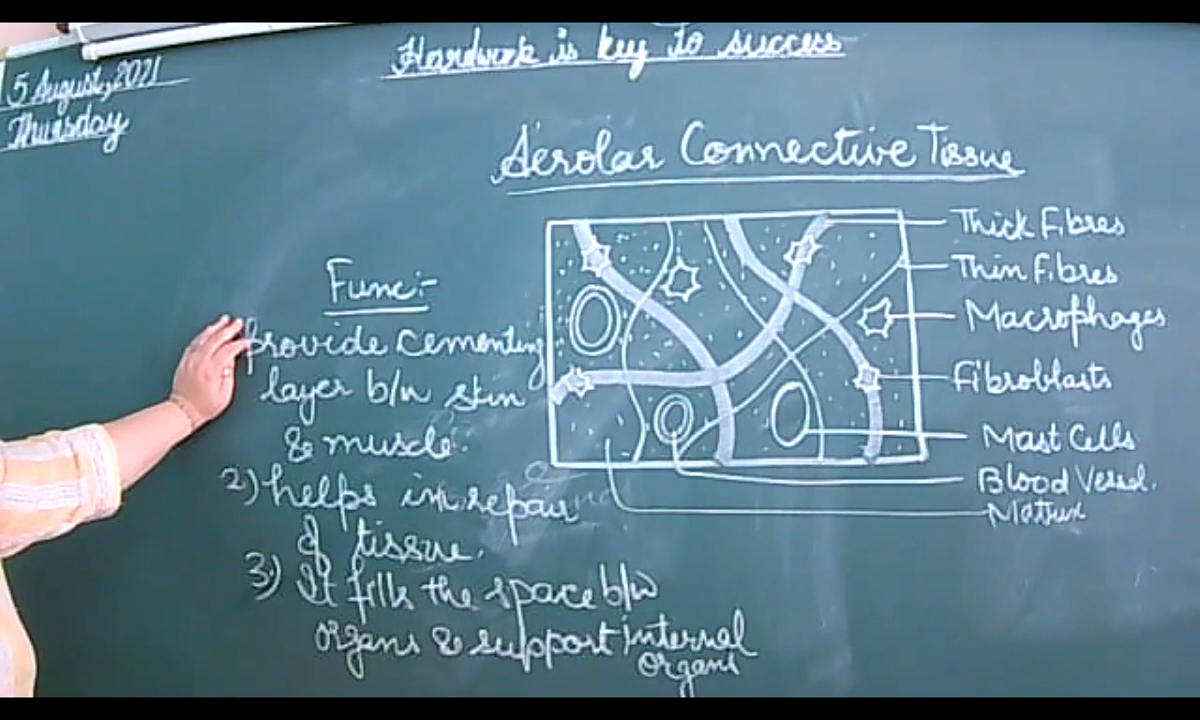 Hardwork is key to success
5 August, 2021
Thursday
Aerolar Connective Tissue
Thick Fibres
Thin Fibres
Macrophages
Fibroblasts
Mast Cells
Blood Vessel.
Matrix
Func:-
provide cementing
layer b/w skin
& muscle.
2) helps in repair
of tissue.
3) It fills the space b/w
organs & support internal
organs